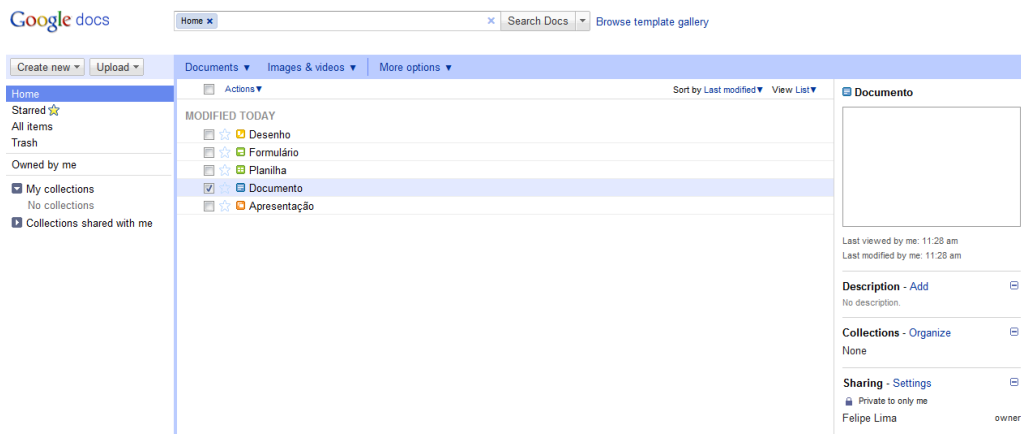 Google docs
Home × × Search Docs ▼ Browse template gallery
Create new ▼ Upload ▼ Documents ▼ Images & videos ▼ More options ▼
Home
Starred
All items
Trash
Owned by me
My collections
No collections
Collections shared with me
Actions▼ Sort by Last modified▼ View List▼
MODIFIED TODAY
Desenho
Formulário
Planilha
Documento
Apresentação
Documento
Last viewed by me: 11:28 am
Last modified by me: 11:28 am
Description - Add
No description.
Collections - Organize
None
Sharing - Settings
Private to only me
Felipe Lima owner